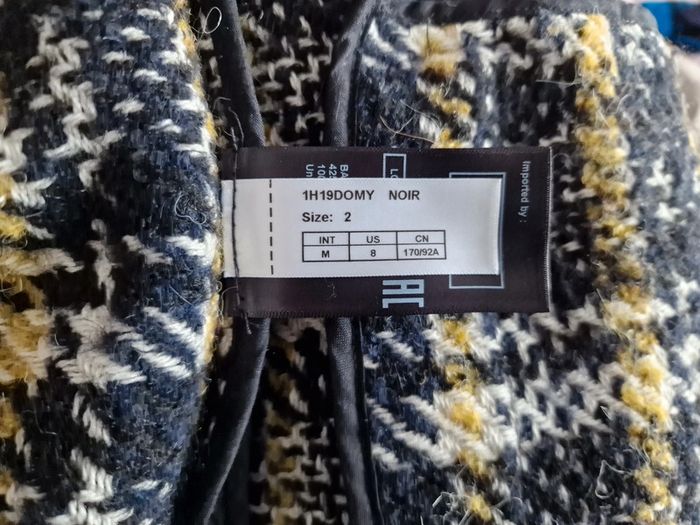 1H19DOMY NOIR
Size: 2
INT US CN
M 8 170/92A
Imported by :